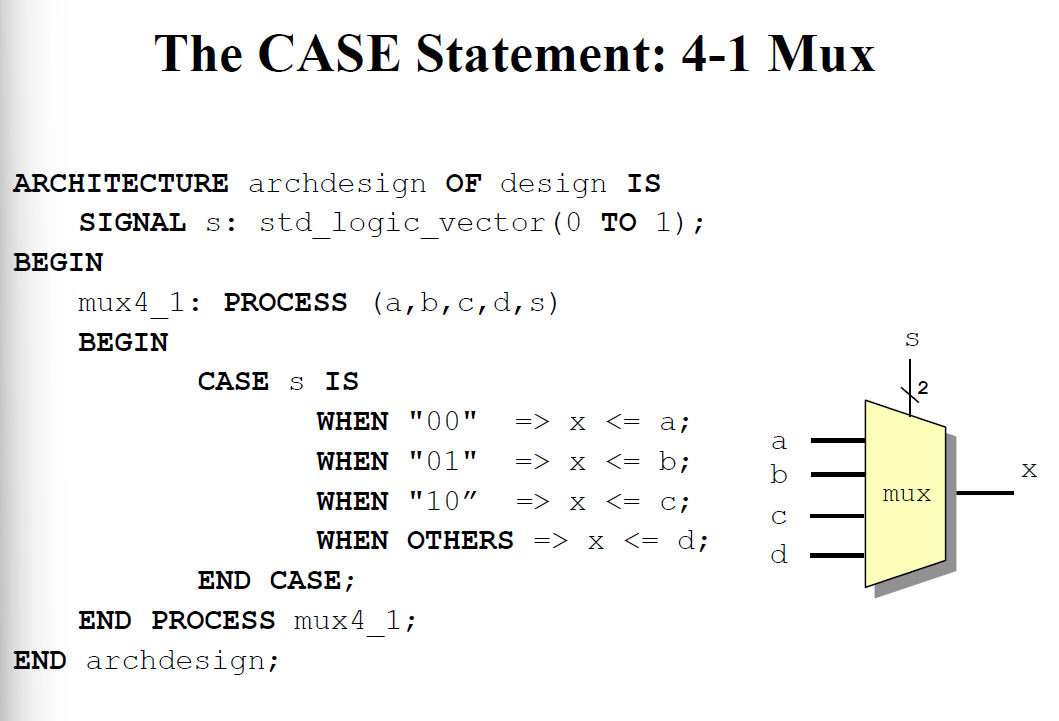 The CASE Statement: 4-1 Mux
ARCHITECTURE archdesign OF design IS
SIGNAL s: std_logic_vector(0 TO 1);
BEGIN
mux4_1: PROCESS (a,b,c,d,s)
BEGIN
CASE s IS
WHEN "00" => x <= a;
WHEN "01" => x <= b;
WHEN "10″ => x <= c;
WHEN OTHERS => x <= d;
END CASE;
END PROCESS mux4_1;
END archdesign;
s
2
a
b
c
d
mux
x